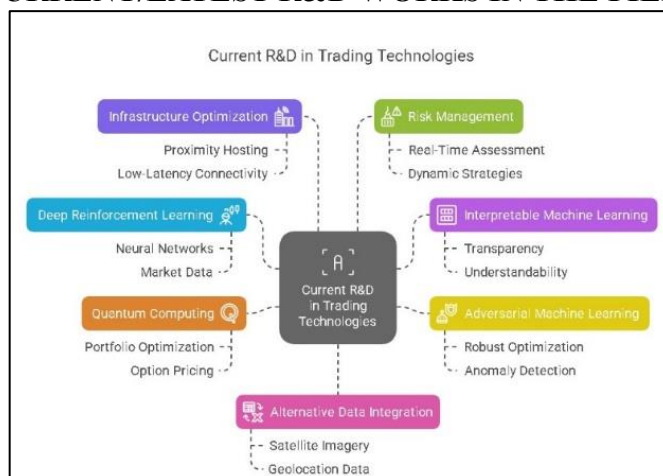 Current R&D in Trading Technologies
Infrastructure Optimization
Proximity Hosting
Low-Latency Connectivity
Risk Management
Real-Time Assessment
Dynamic Strategies
Deep Reinforcement Learning
Neural Networks
Market Data
Interpretable Machine Learning
Transparency
Understandability
A
Current R&D
in Trading
Technologies
Quantum Computing
Portfolio Optimization
Option Pricing
Adversarial Machine Learning
Robust Optimization
Anomaly Detection
Alternative Data Integration
Satellite Imagery
Geolocation Data